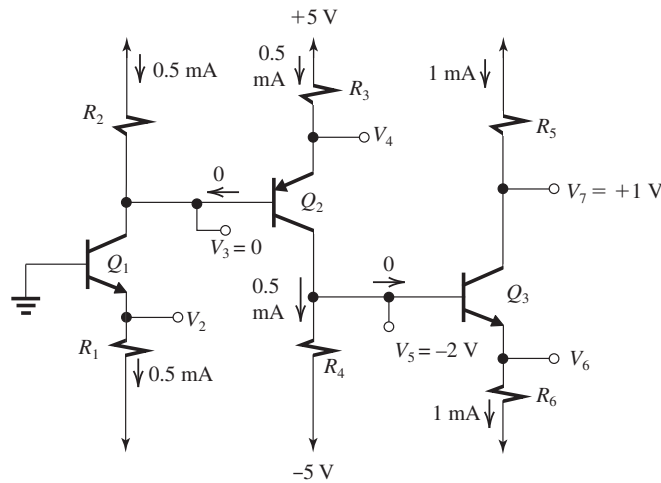 +5 V
0.5 mA
0.5
mA
1 mA
R2
R3
R5
V4
0
Q2
V7 = +1 V
V3 = 0
Q1
0
Q3
V2
0.5
mA
R1
R4
V5 = –2 V
V6
0.5 mA
R6
1 mA
–5 V